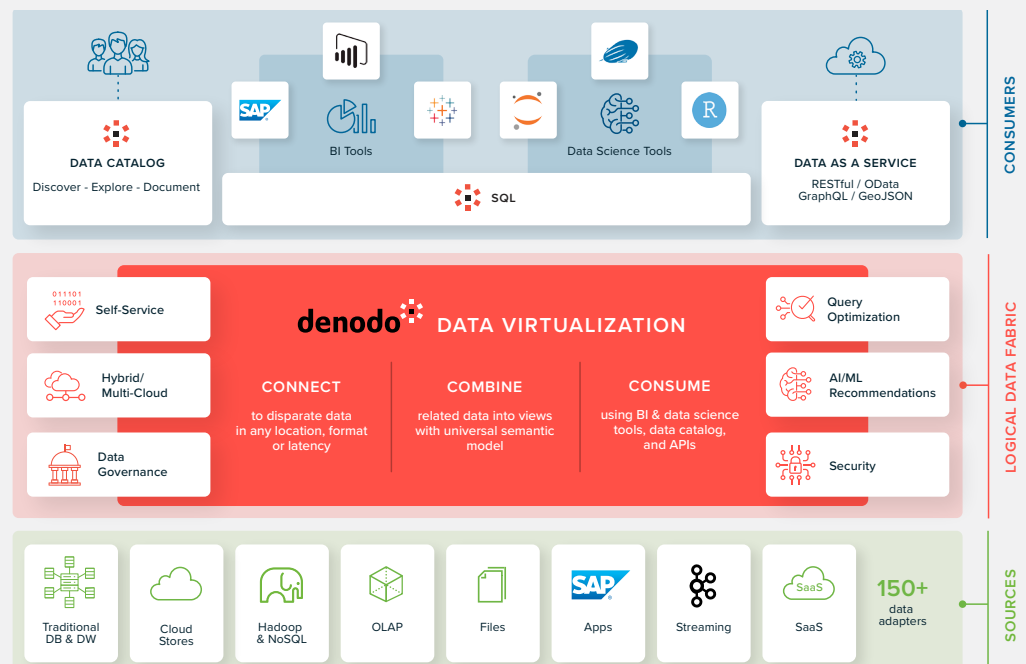 SAP
BI Tools
R
Data Science Tools
DATA CATALOG
Discover - Explore - Document
SQL
DATA AS A SERVICE
RESTful / OData
GraphQL / GeoJSON
CONSUMERS
011101
110001
Self-Service
Hybrid/
Multi-Cloud
Data
Governance
denodo DATA VIRTUALIZATION
CONNECT
to disparate data
in any location, format
or latency
COMBINE
related data into views
with universal semantic
model
CONSUME
using BI & data science
tools, data catalog,
and APIs
Query
Optimization
AI/ML
Recommendations
Security
LOGICAL DATA FABRIC
Traditional
DB & DW
Cloud
Stores
Hadoop
& NoSQL
OLAP
Files
SAP
Apps
Streaming
SaaS
SaaS
150+
data
adapters
SOURCES